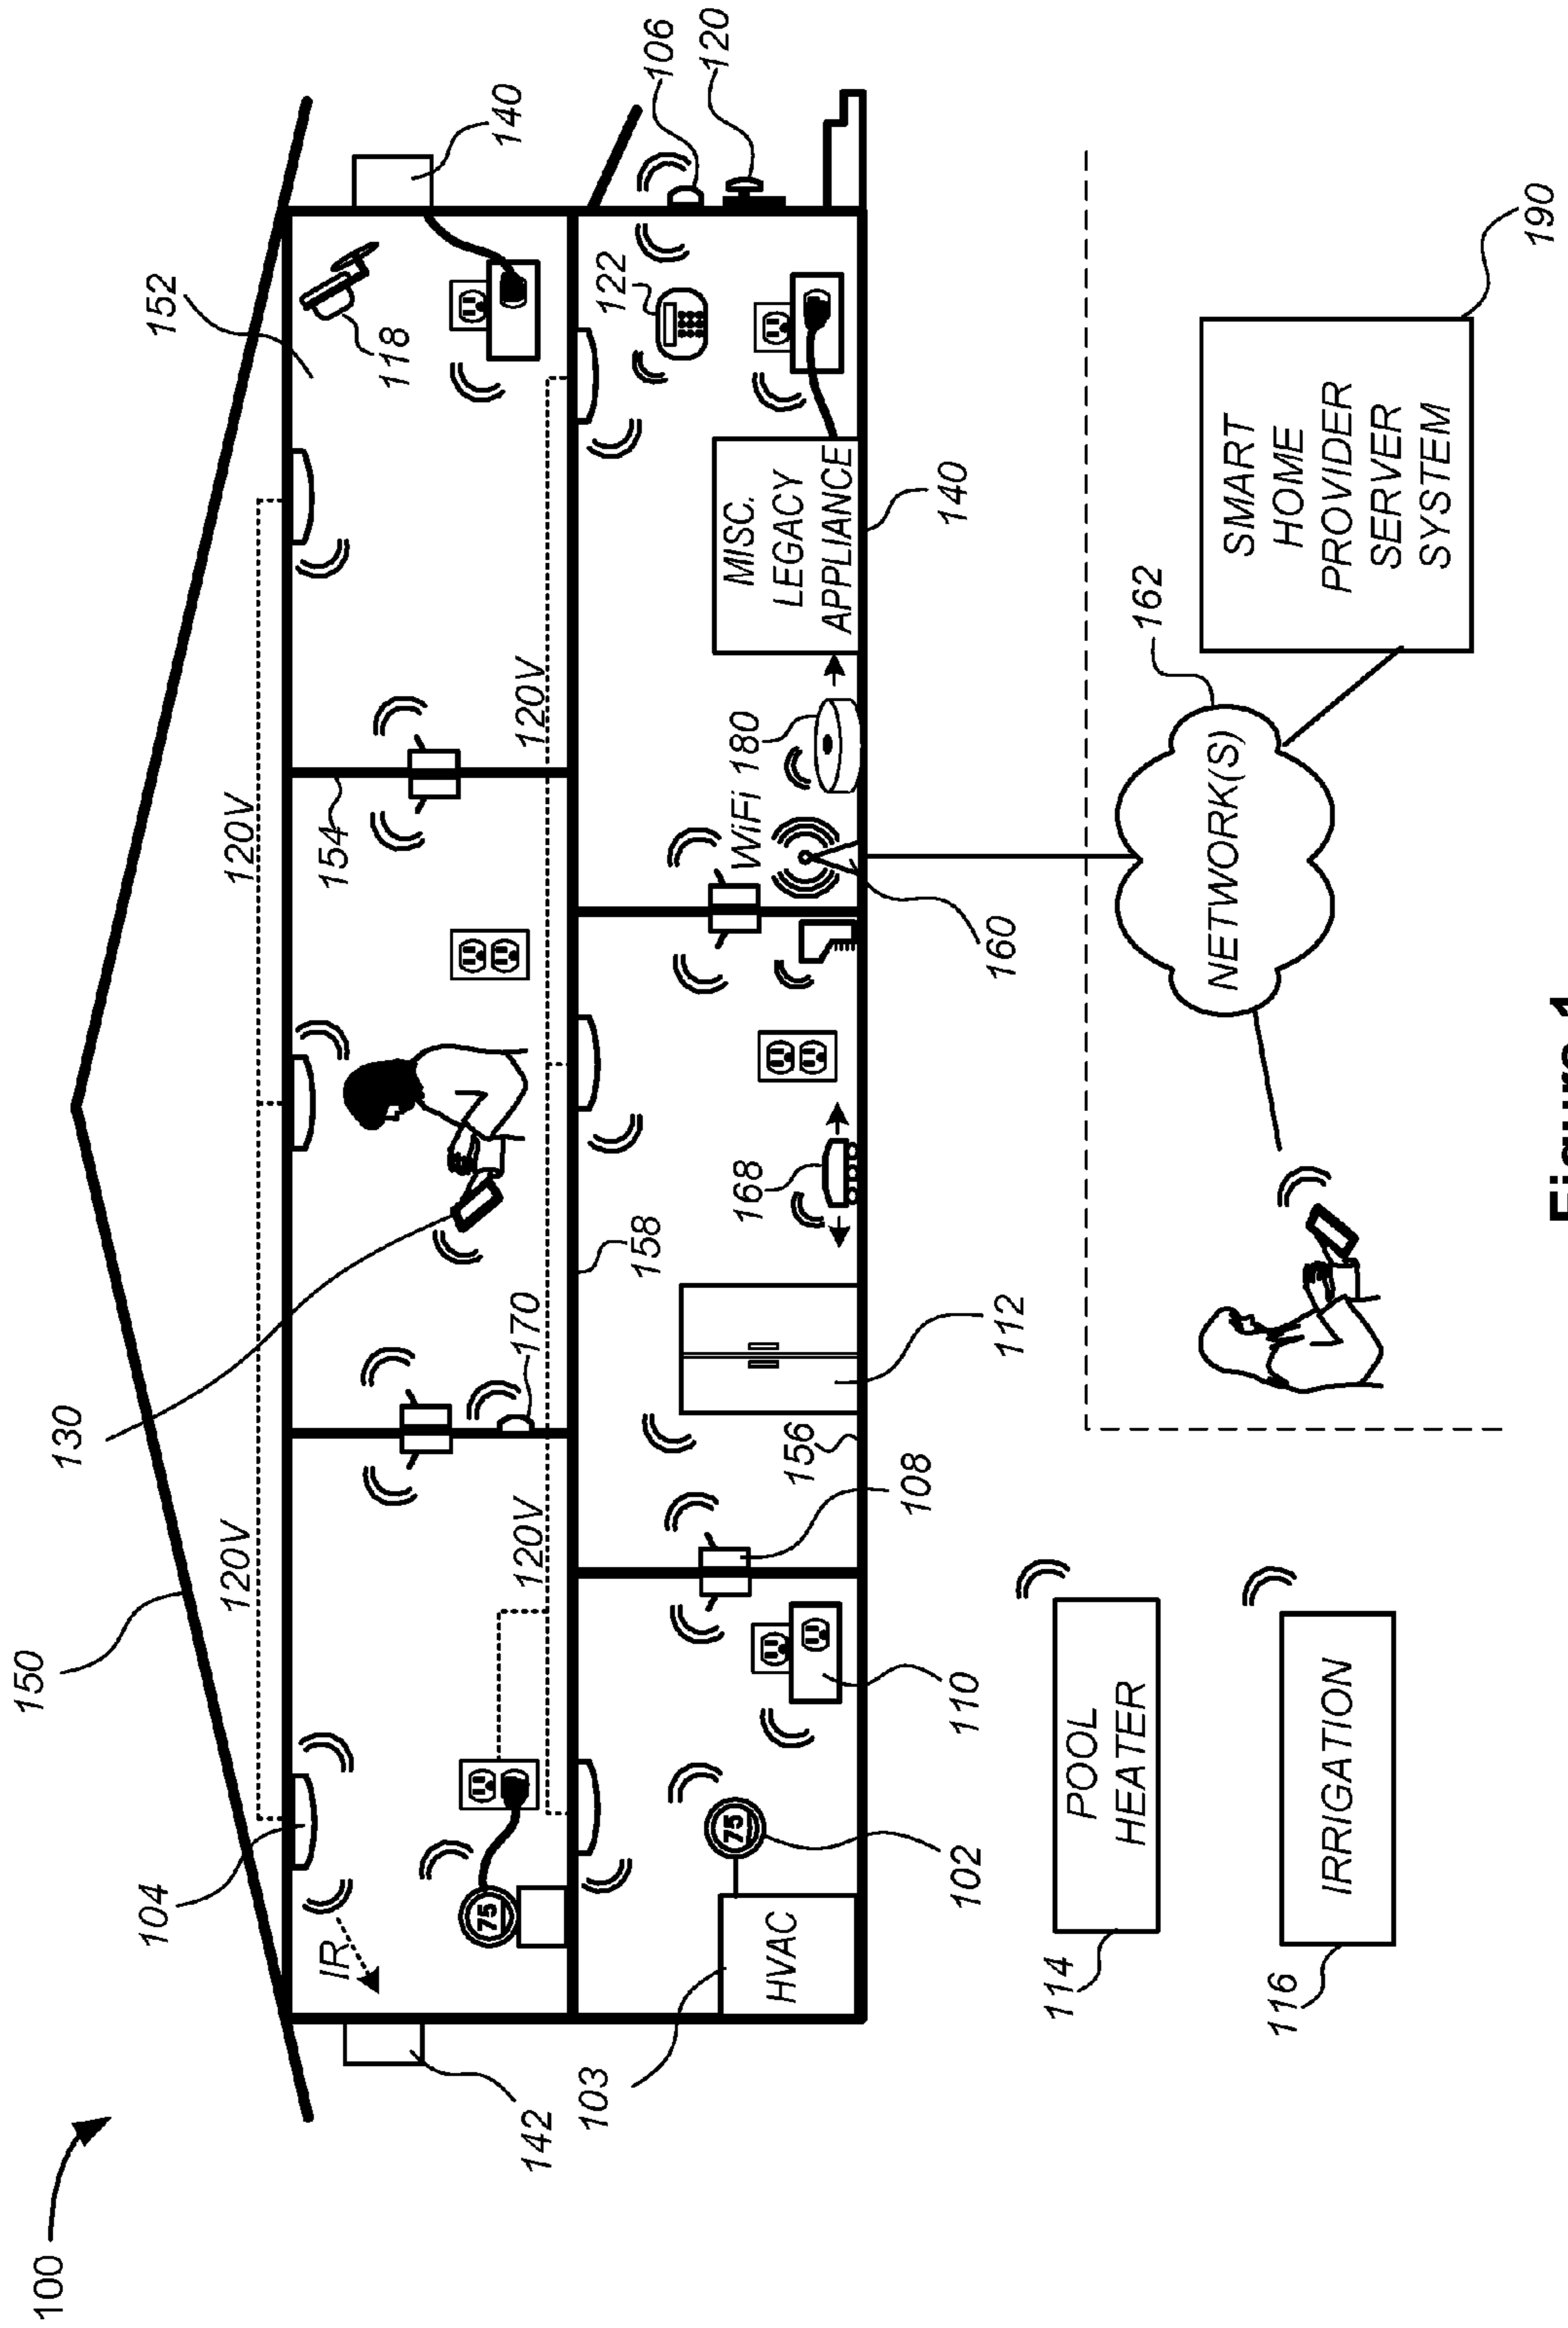 100
150
130
152
140
104
IR
120V
120V
118
106
120
154
142
170
120V
120V
122
158
75
103
HVAC
75
102
110
108
156
112
168
WiFi
180
160
MISC.
LEGACY
APPLIANCE
140
114
POOL
HEATER
116
IRRIGATION
162
NETWORK(S)
SMART
HOME
PROVIDER
SERVER
SYSTEM
190
Figure 1